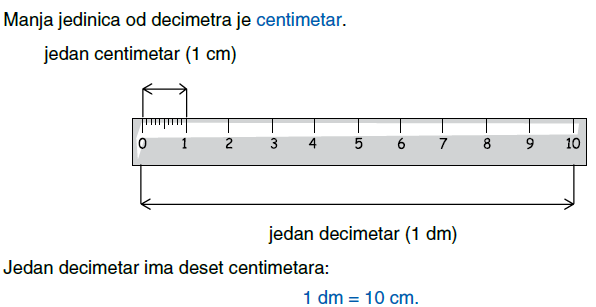 Manja jedinica od decimetra je centimetar.
jedan centimetar (1 cm)
0 1 2 3 4 5 6 7 8 9 10
jedan decimetar (1 dm)
Jedan decimetar ima deset centimetara:
1 dm = 10 cm.